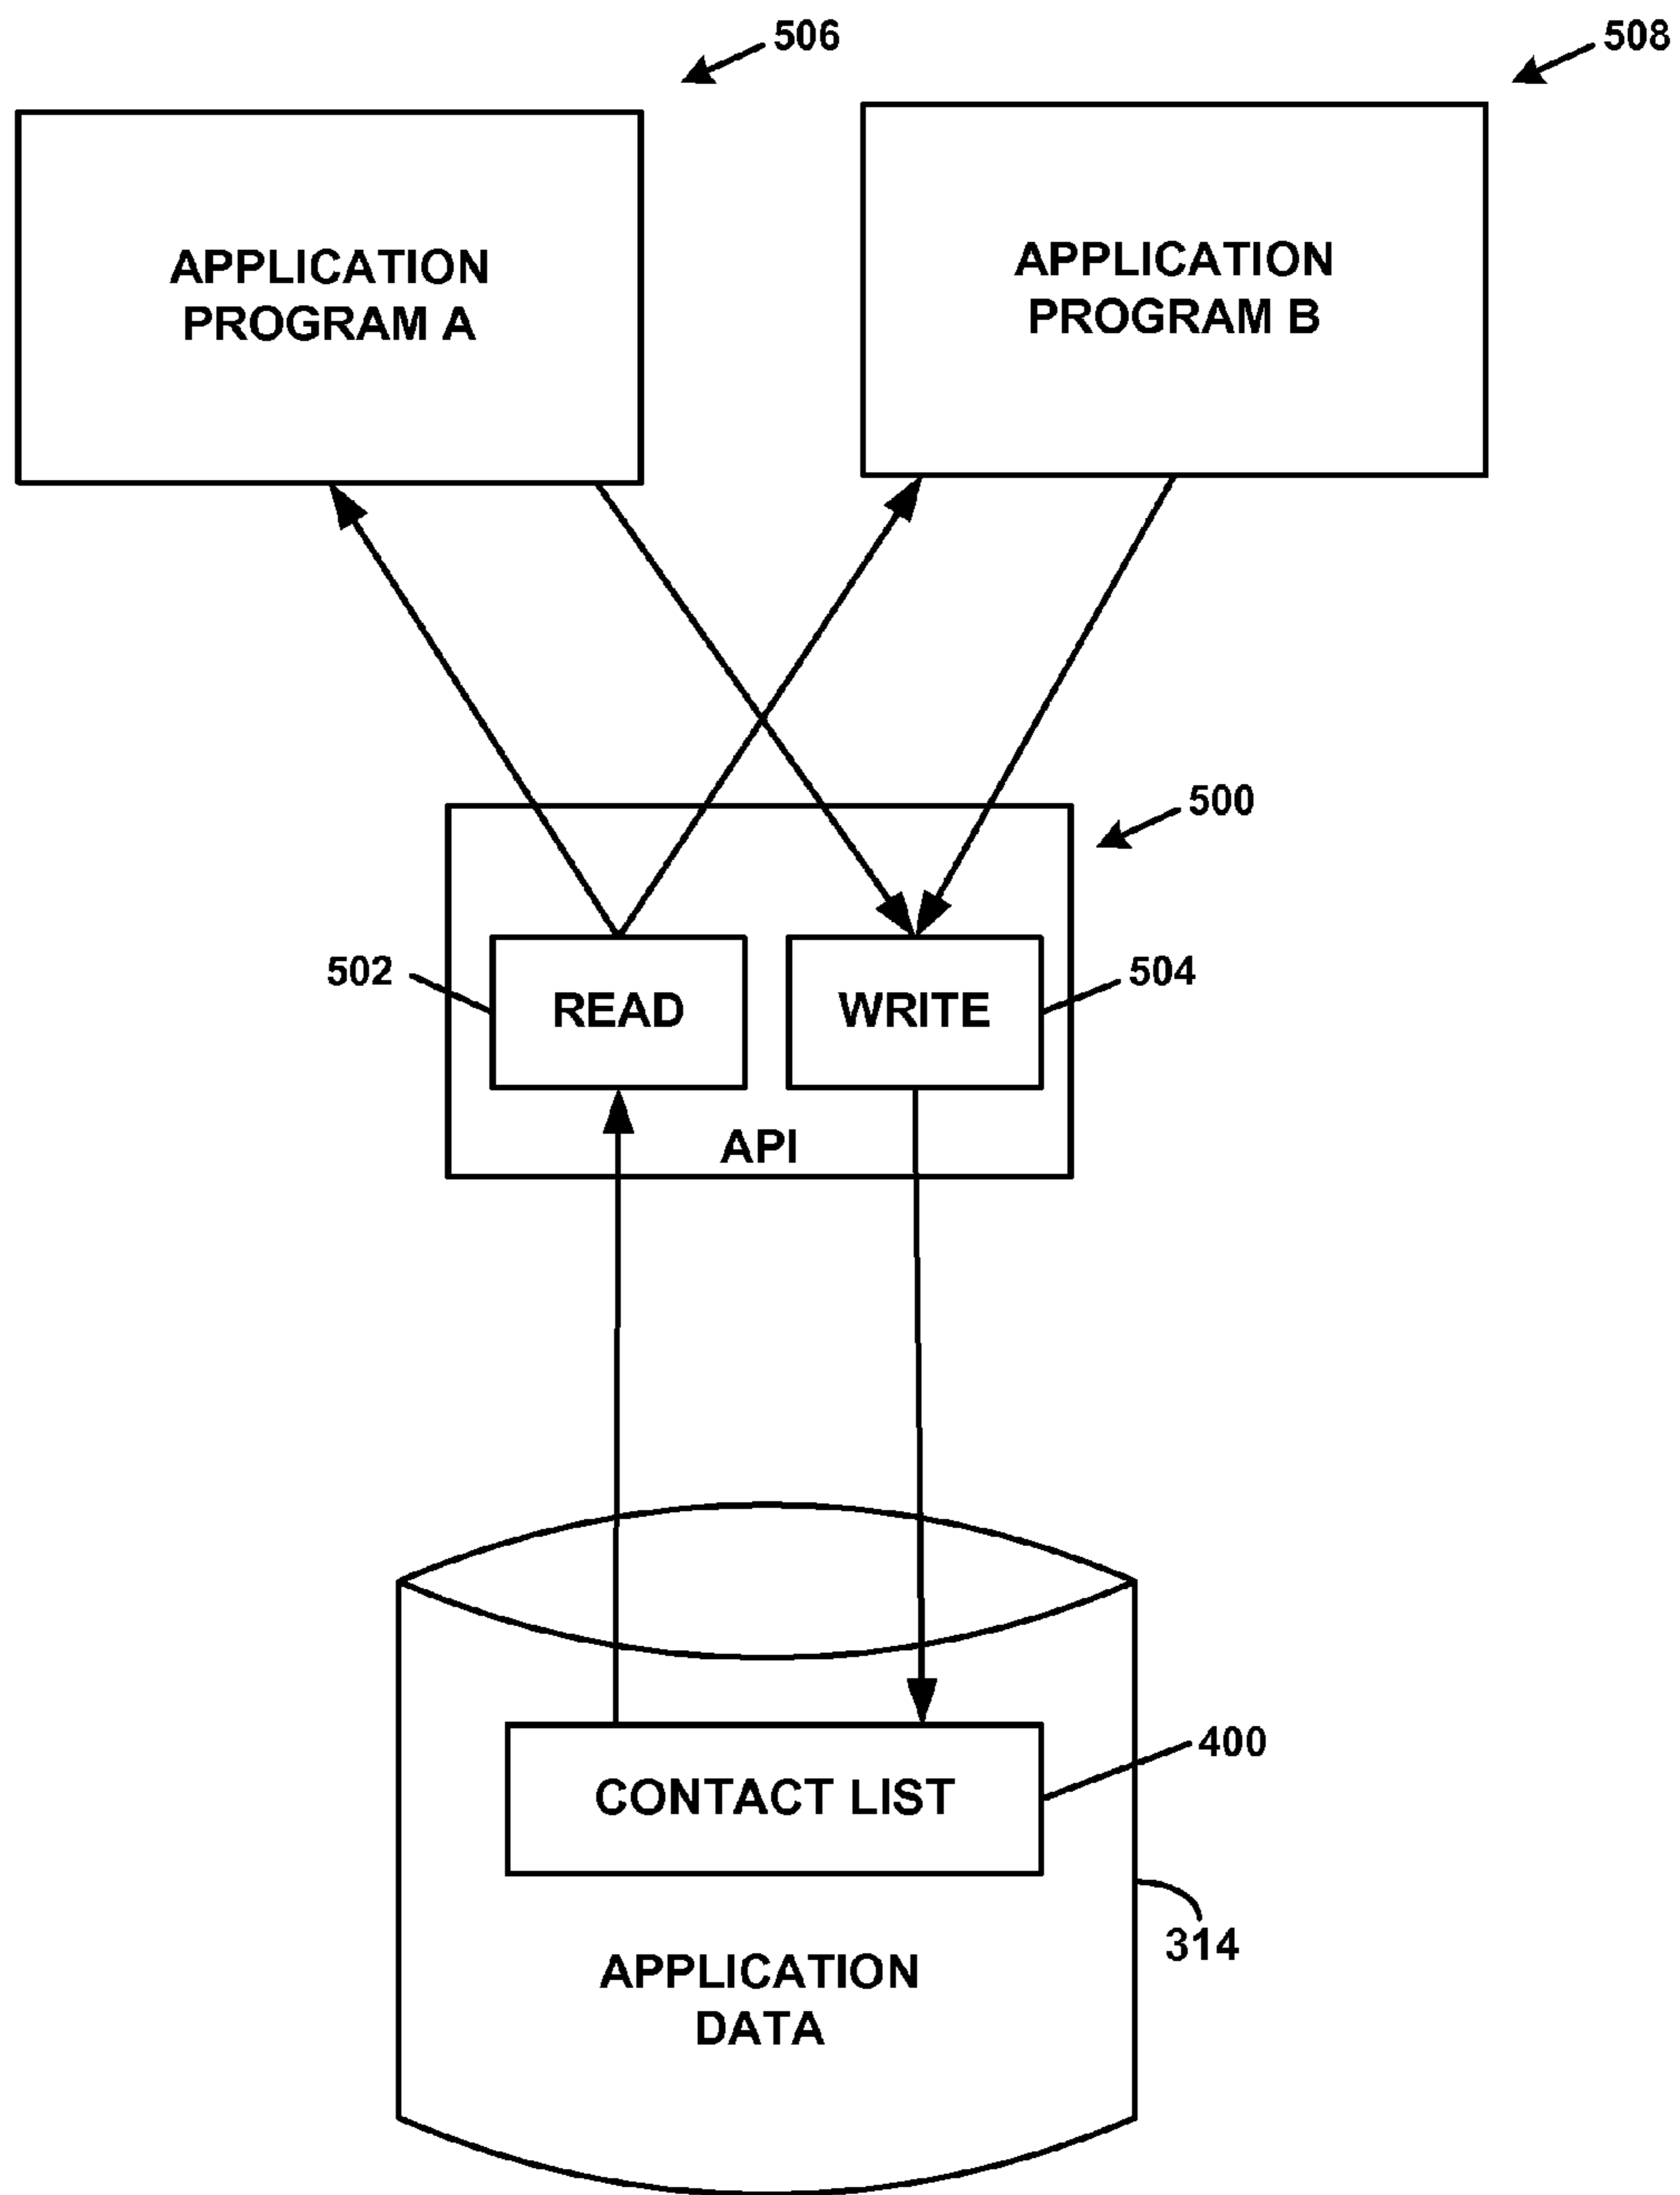 506
508
APPLICATION
PROGRAM A
APPLICATION
PROGRAM B
500
502
READ
WRITE
504
API
400
CONTACT LIST
314
APPLICATION
DATA